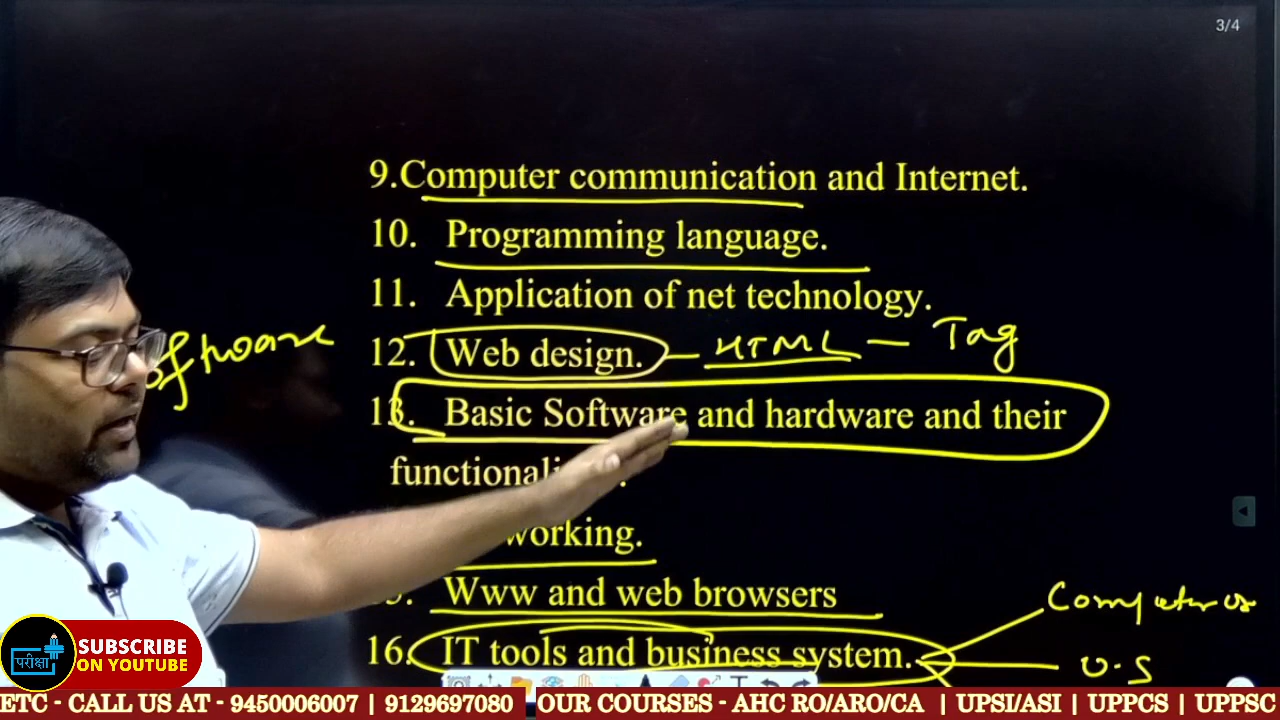 3/4
9.Computer communication and Internet.
10. Programming language.
11. Application of net technology.
12. Web design. — HTML — Tag
oftware
13. Basic Software and hardware and their
functionali
working.
Www and web browsers
Computer
16. IT tools and business system.
O.S
परीक्षा
SUBSCRIBE
ON YOUTUBE
ETC - CALL US AT - 9450006007 | 9129697080 OUR COURSES - AHC RO/ARO/CA | UPSI/ASI | UPPCS | UPPSC